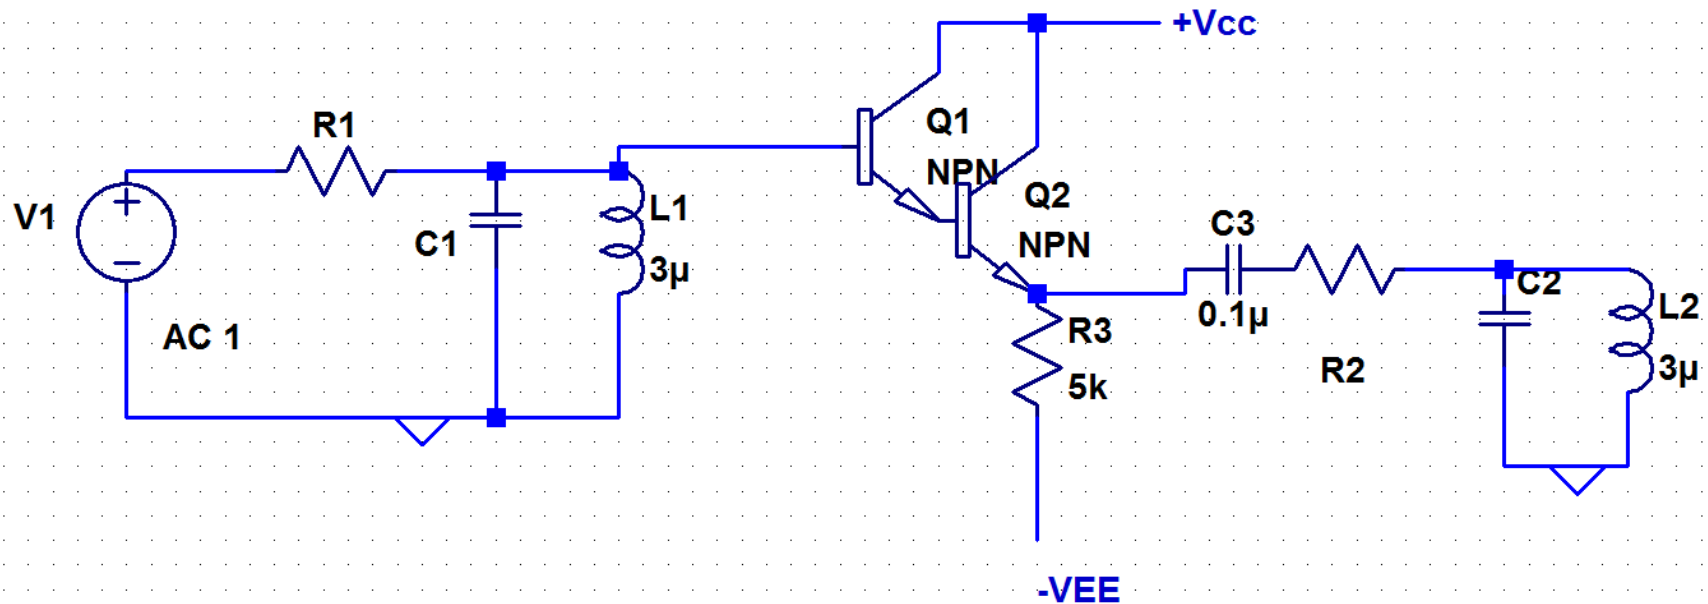 +Vcc
R1
Q1
NPN
V1
L1
Q2
C1
NPN
C3
3µ
C2
0.1µ
L2
AC 1
R3
R2
3µ
5k
-VEE